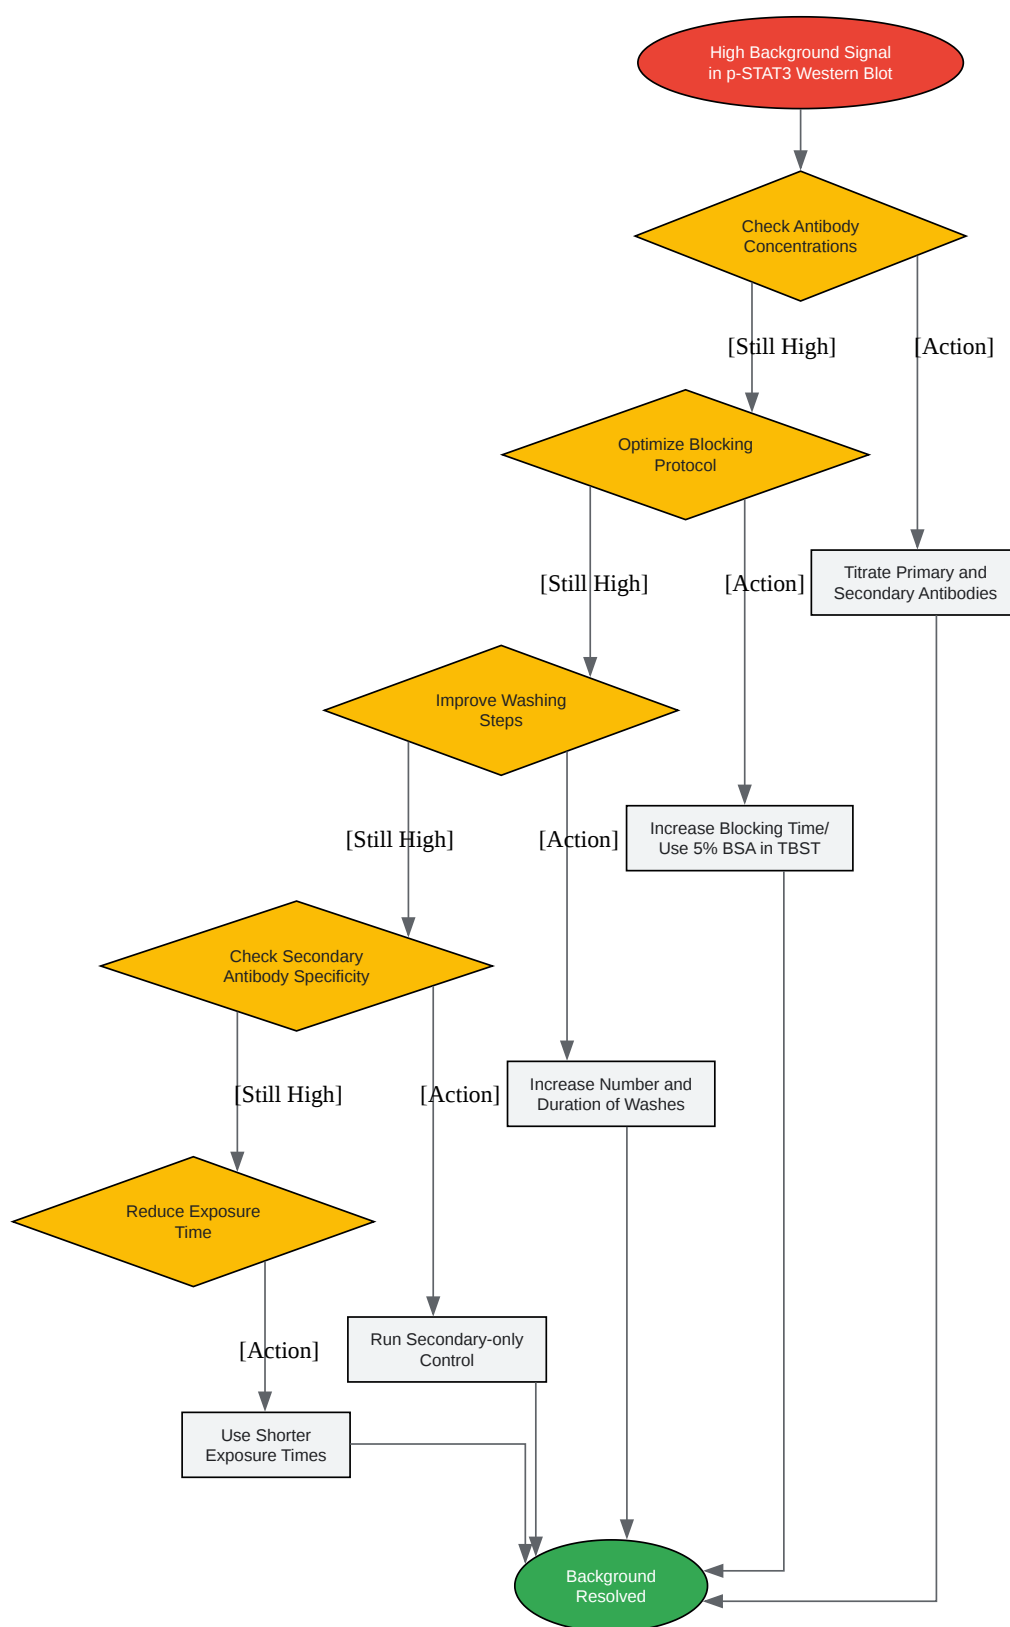 High Background Signal
in p-STAT3 Western Blot
Check Antibody
Concentrations
[Still High]
[Action]
Optimize Blocking
Protocol
[Still High]
[Action]
Titrate Primary and
Secondary Antibodies
Improve Washing
Steps
[Still High]
[Action]
Increase Blocking Time/
Use 5% BSA in TBST
Check Secondary
Antibody Specificity
[Still High]
[Action]
Increase Number and
Duration of Washes
Reduce Exposure
Time
[Action]
Run Secondary-only
Control
Use Shorter
Exposure Times
Background
Resolved